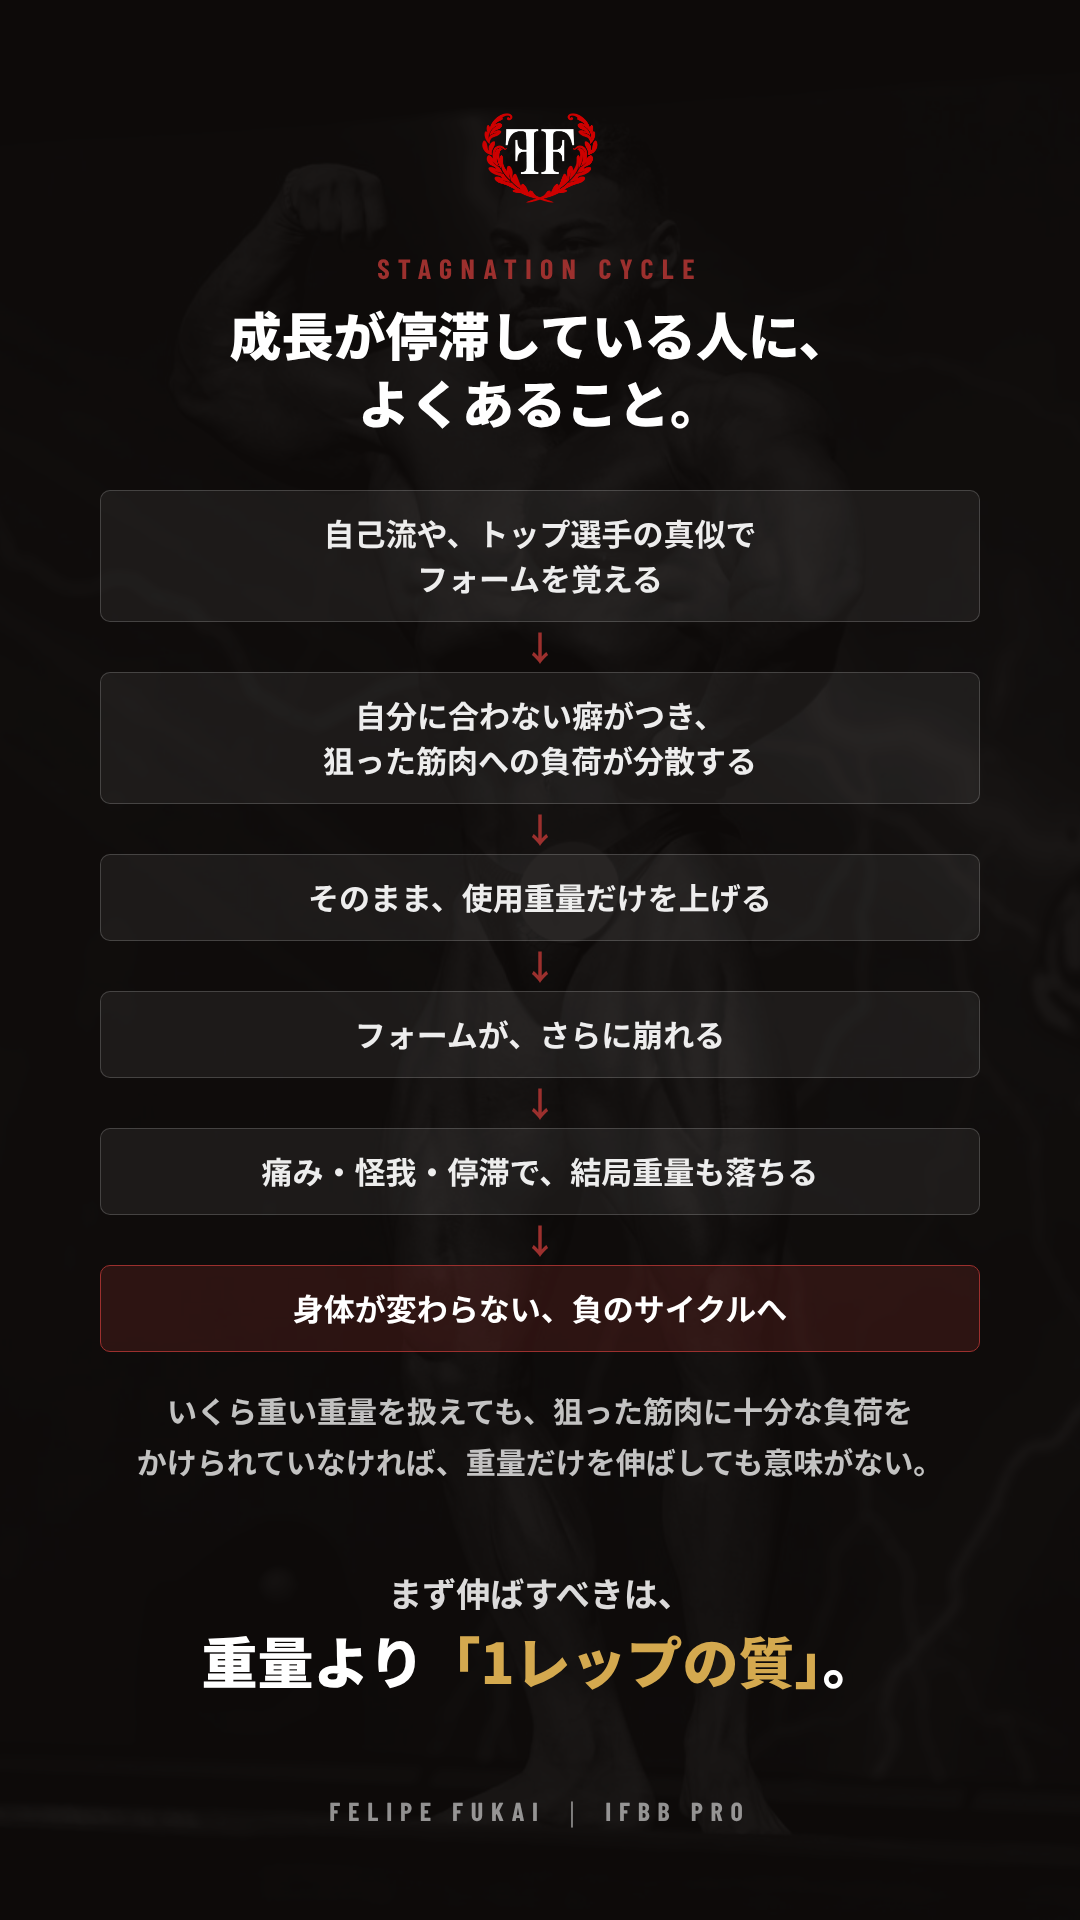 FF
STAGNATION CYCLE
成長が停滞している人に、
よくあること。
自己流や、トップ選手の真似で
フォームを覚える
↓
自分に合わない癖がつき、
狙った筋肉への負荷が分散する
↓
そのまま、使用重量だけを上げる
↓
フォームが、さらに崩れる
↓
痛み・怪我・停滞で、結局重量も落ちる
↓
身体が変わらない、負のサイクルへ
いくら重い重量を扱えても、狙った筋肉に十分な負荷を
かけられていなければ、重量だけを伸ばしても意味がない。
まず伸ばすべきは、
重量より「1レップの質」。
FELIPE FUKAI | IFBB PRO